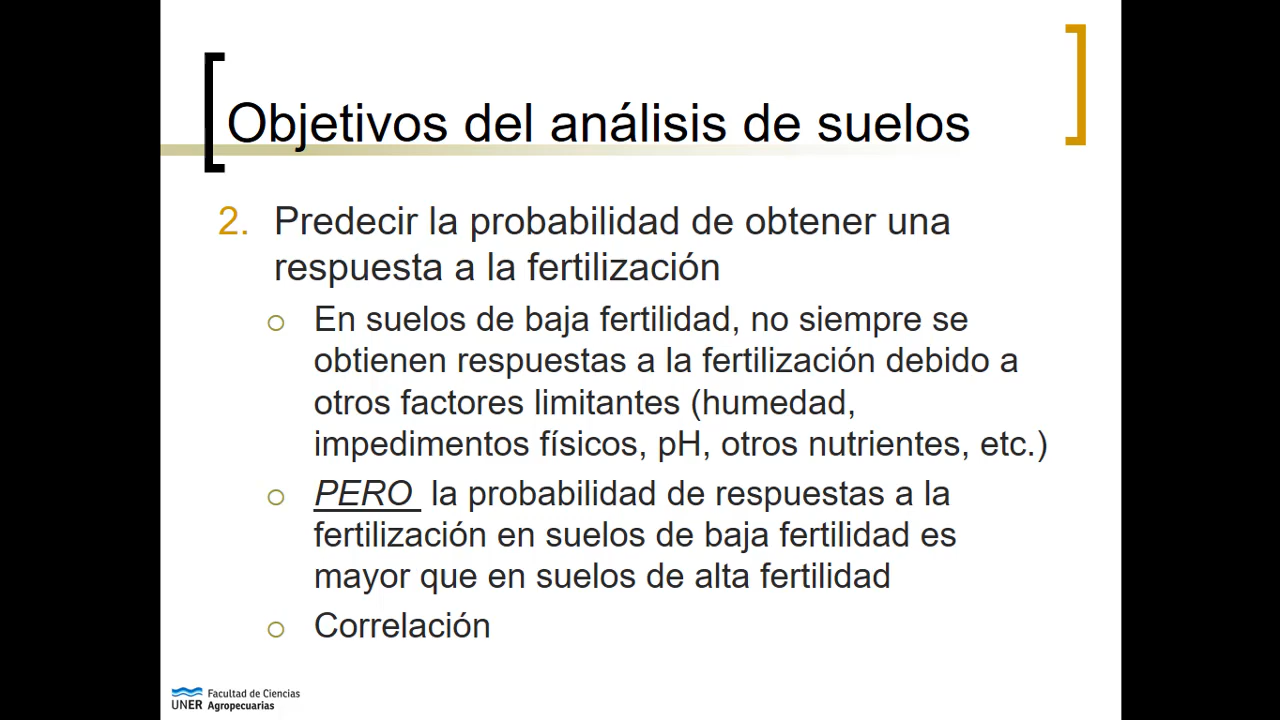 Objetivos del análisis de suelos
2. Predecir la probabilidad de obtener una
respuesta a la fertilización
En suelos de baja fertilidad, no siempre se
obtienen respuestas a la fertilización debido a
otros factores limitantes (humedad,
impedimentos físicos, pH, otros nutrientes, etc.)
PERO la probabilidad de respuestas a la
fertilización en suelos de baja fertilidad es
mayor que en suelos de alta fertilidad
Correlación
UNER Facultad de Ciencias
Agropecuarias